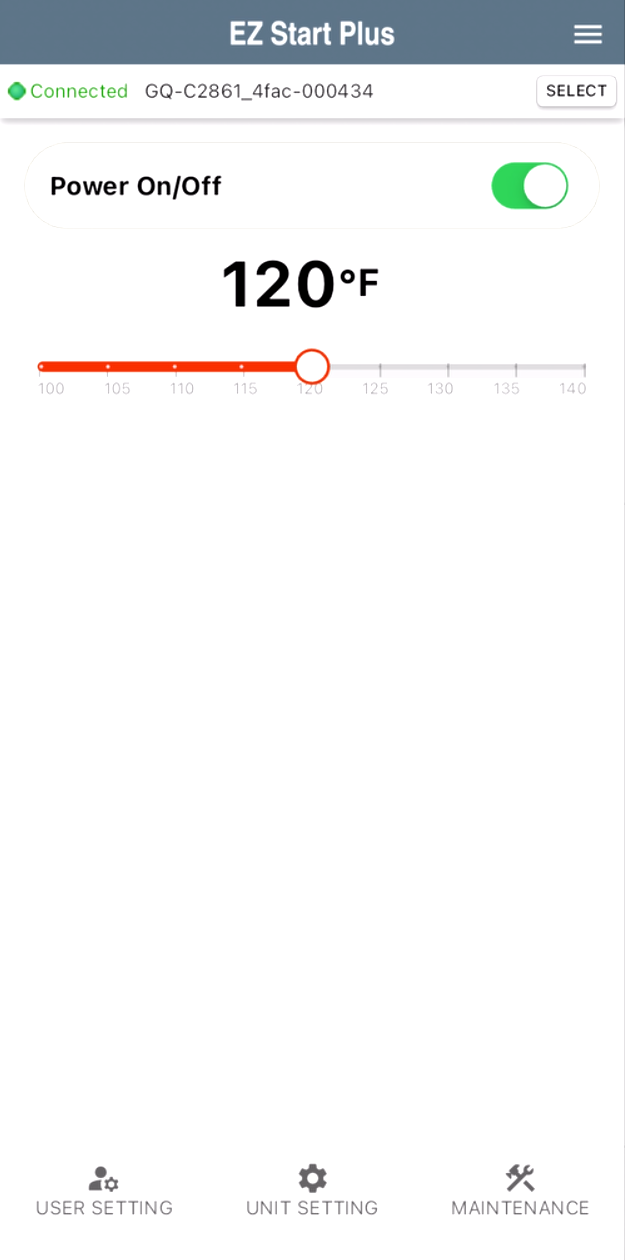 EZ Start Plus
Connected GQ-C2861_4fac-000434 SELECT
Power On/Off
120°F
100 105 110 115 120 125 130 135 140
USER SETTING UNIT SETTING MAINTENANCE